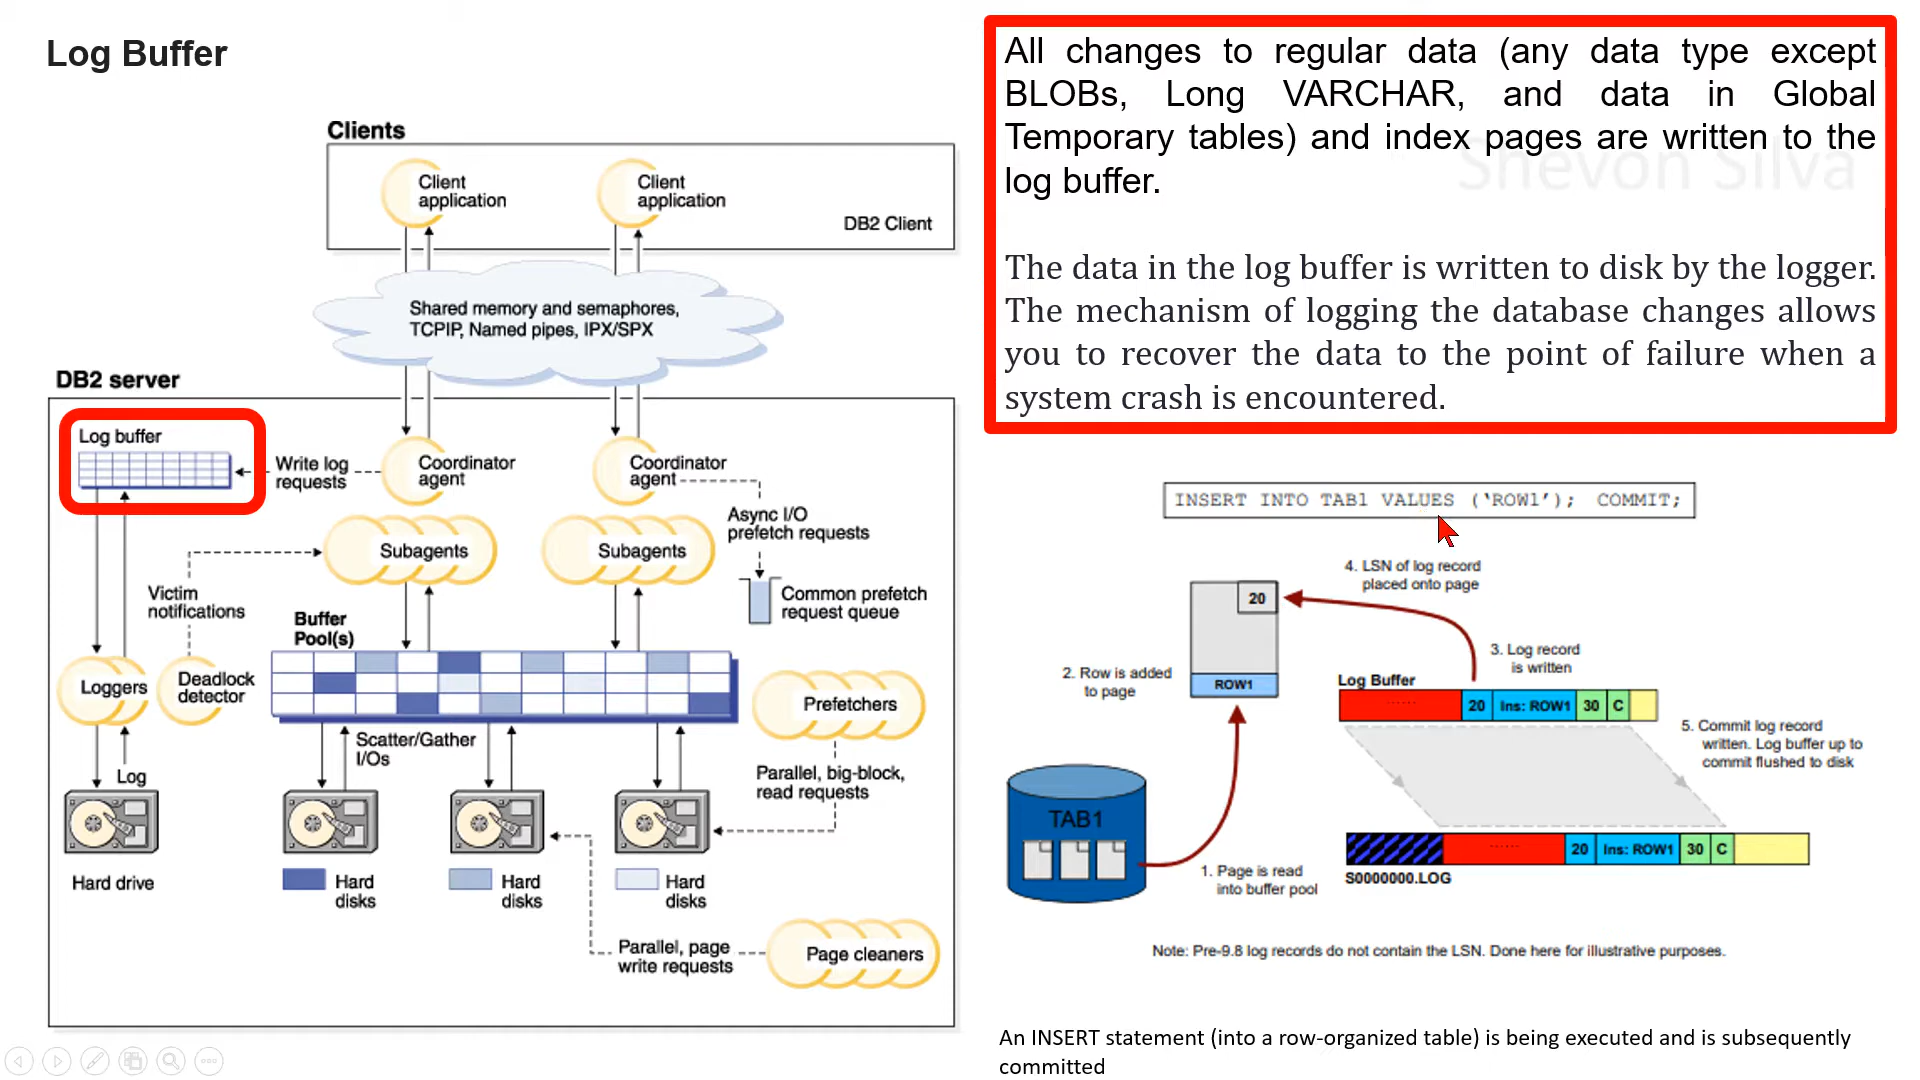 Log Buffer
All changes to regular data (any data type except
BLOBs, Long VARCHAR, and data in Global
Temporary tables) and index pages are written to the
log buffer.
Shevon Silva
The data in the log buffer is written to disk by the logger.
The mechanism of logging the database changes allows
you to recover the data to the point of failure when a
system crash is encountered.
Clients
Client
application
Client
application
DB2 Client
Shared memory and semaphores,
TCPIP, Named pipes, IPX/SPX
DB2 server
Log buffer
Write log
requests
Coordinator
agent
Coordinator
agent
Async I/O
prefetch requests
Subagents
Subagents
Victim
notifications
Common prefetch
request queue
Buffer
Pool(s)
Loggers
Deadlock
detector
Prefetchers
Scatter/Gather
I/Os
Log
Parallel, big-block,
read requests
Hard drive
Hard
disks
Hard
disks
Hard
disks
Parallel, page
write requests
Page cleaners
INSERT INTO TAB1 VALUES ('ROW1'); COMMIT;
4. LSN of log record
placed onto page
20
3. Log record
is written
2. Row is added
to page
ROW1
Log Buffer
...... 20 Ins: ROW1 30 C
5. Commit log record
written. Log buffer up to
commit flushed to disk
TAB1
...... 20 Ins: ROW1 30 C
S0000000.LOG
1. Page is read
into buffer pool
Note: Pre-9.8 log records do not contain the LSN. Done here for illustrative purposes.
An INSERT statement (into a row-organized table) is being executed and is subsequently
committed